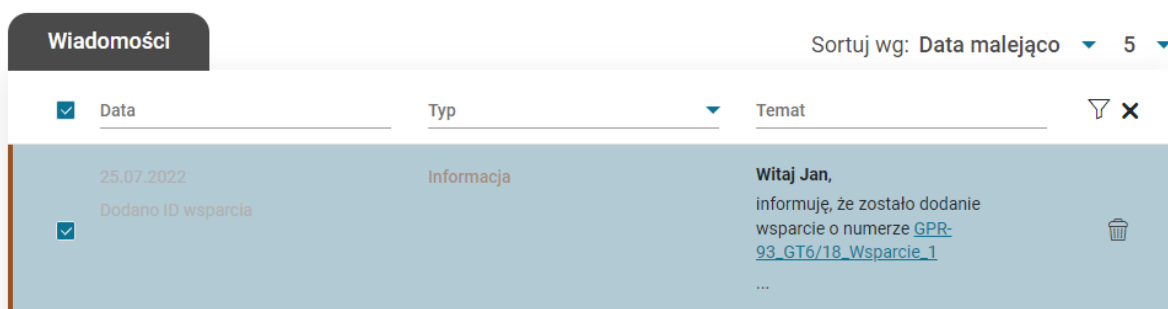 Wiadomości
Sortuj wg: Data malejąco 5
Data Typ Temat
25.07.2022 Informacja Witaj Jan,
Dodano ID wsparcia
informuję, że zostało dodanie
wsparcie o numerze GPR-
93_GT6/18_Wsparcie_1
...